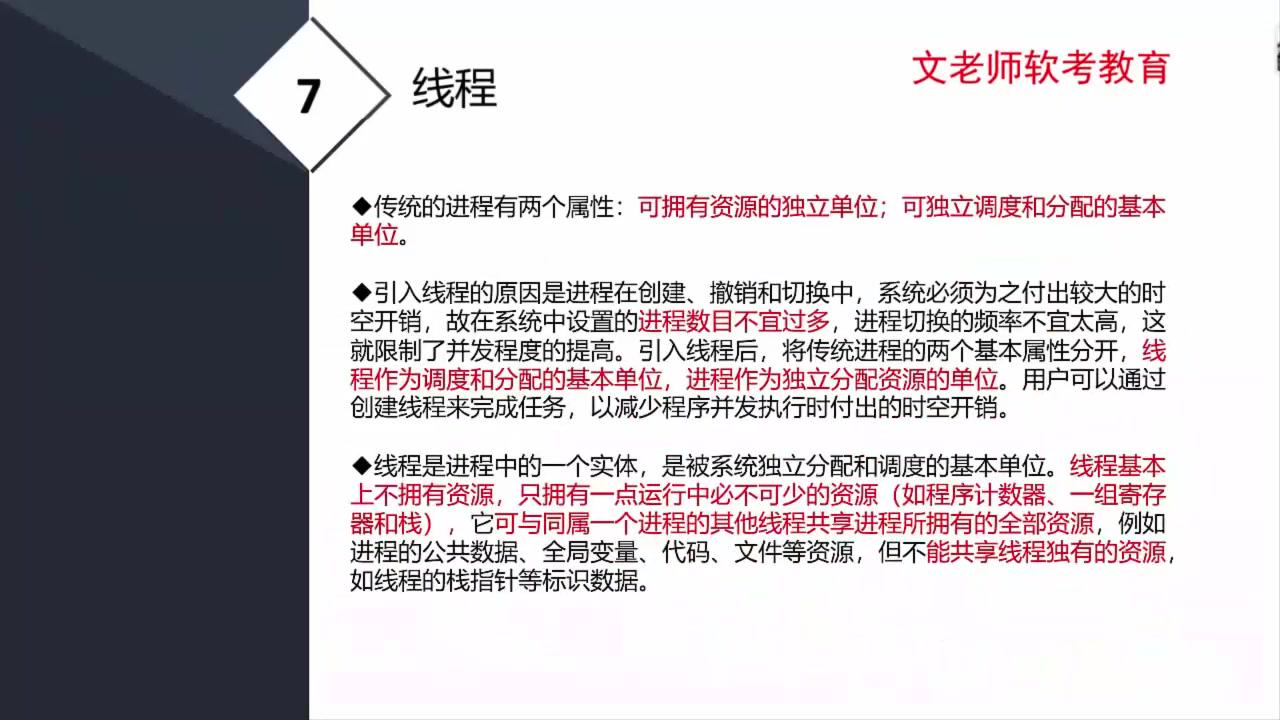 7
线程
文老师软考教育
◆传统的进程有两个属性：可拥有资源的独立单位；可独立调度和分配的基本
单位。
◆引入线程的原因是进程在创建、撤销和切换中，系统必须为之付出较大的时
空开销，故在系统中设置的进程数目不宜过多，进程切换的频率不宜太高，这
就限制了并发程度的提高。引入线程后，将传统进程的两个基本属性分开，线
程作为调度和分配的基本单位，进程作为独立分配资源的单位。用户可以通过
创建线程来完成任务，以减少程序并发执行时付出的时空开销。
◆线程是进程中的一个实体，是被系统独立分配和调度的基本单位。线程基本
上不拥有资源，只拥有一点运行中必不可少的资源（如程序计数器、一组寄存
器和栈），它可与同属一个进程的其他线程共享进程所拥有的全部资源，例如
进程的公共数据、全局变量、代码、文件等资源，但不能共享线程独有的资源，
如线程的栈指针等标识数据。